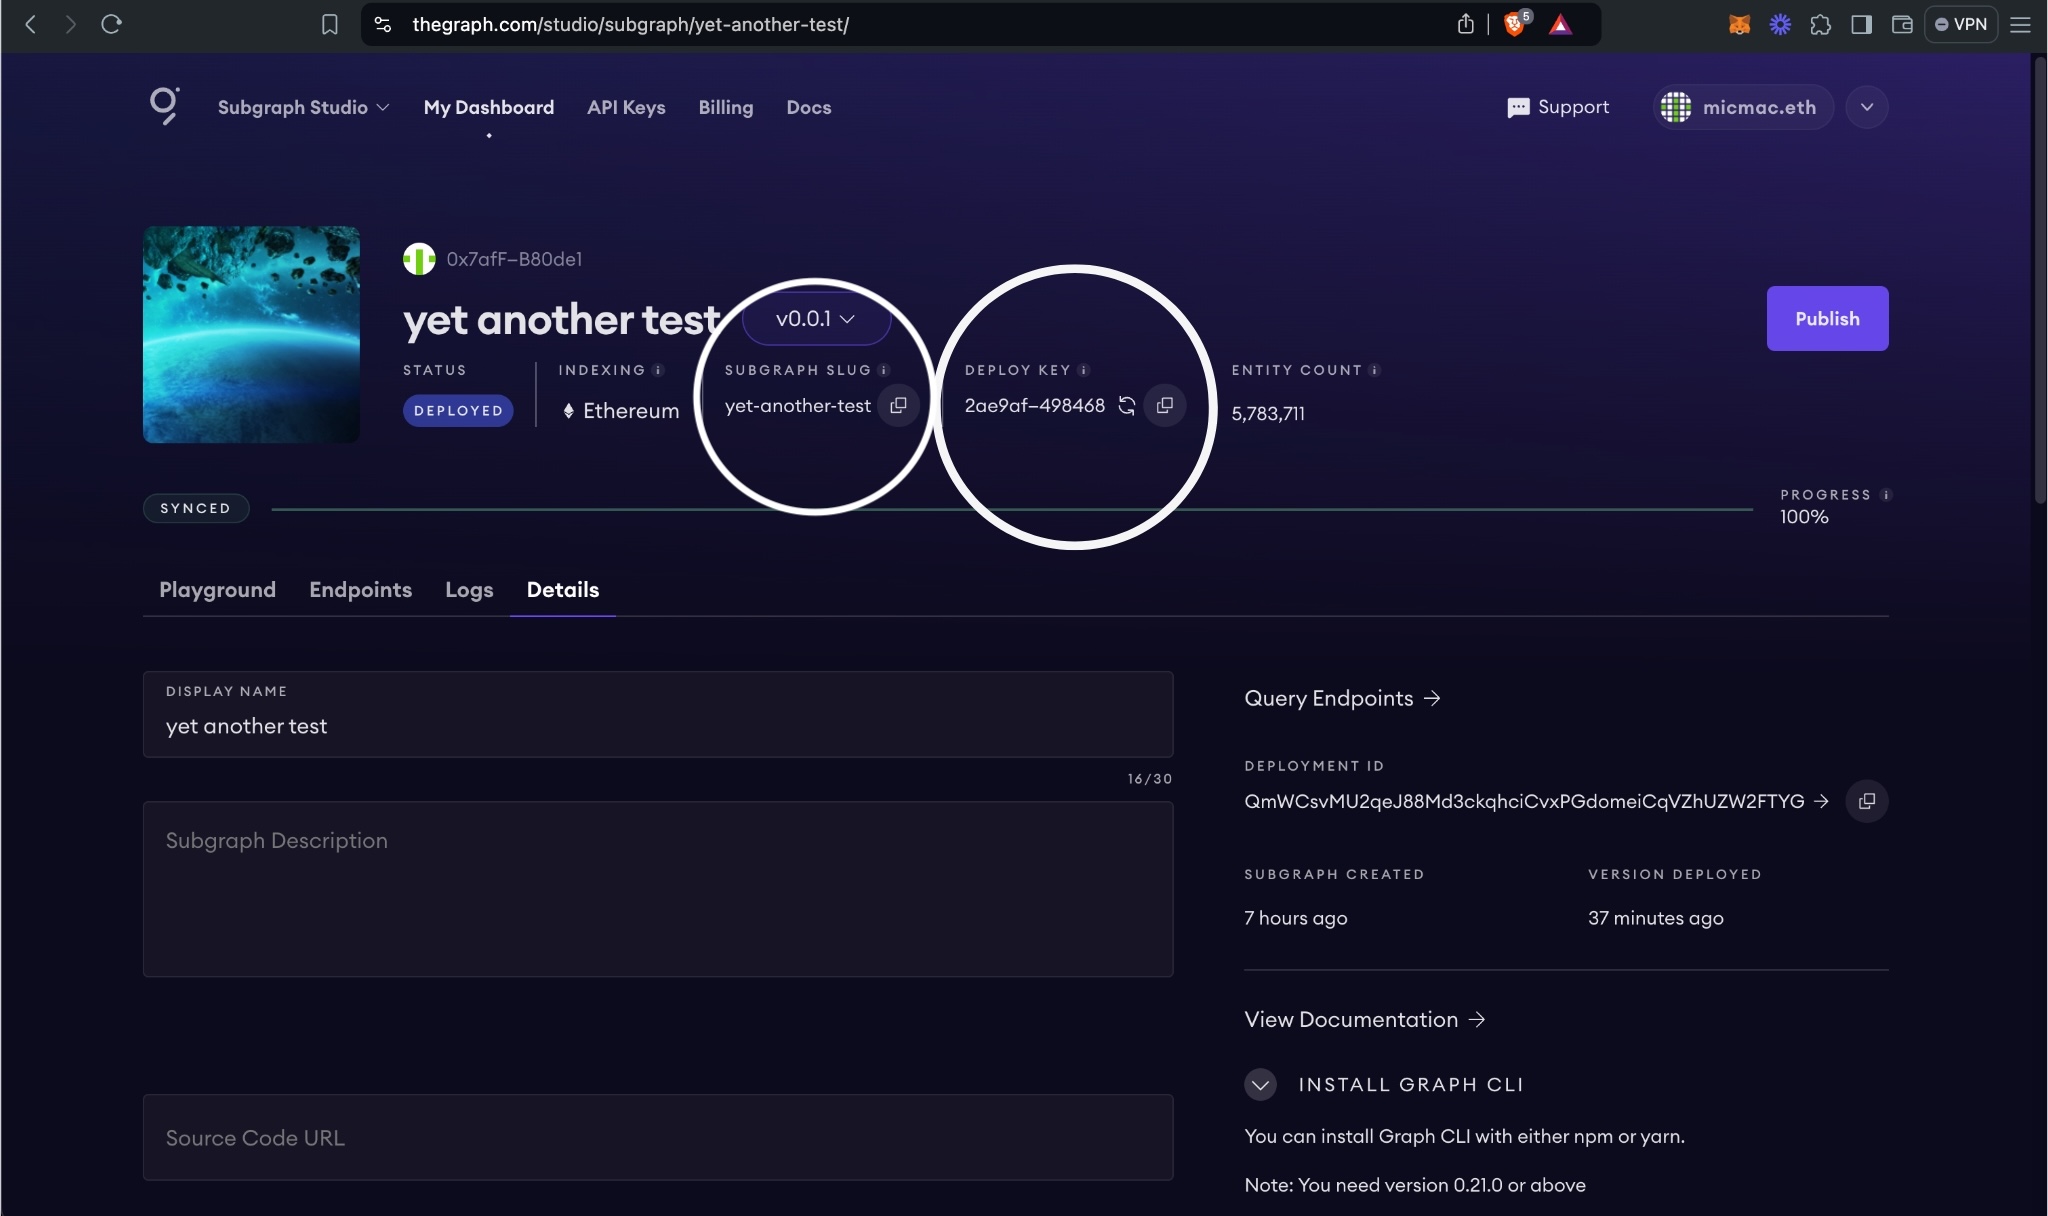 thegraph.com/studio/subgraph/yet-another-test/
5
VPN
Subgraph Studio
My Dashboard
API Keys
Billing
Docs
Support
micmac.eth
0x7afF–B80de1
yet another test
v0.0.1
Publish
STATUS
INDEXING
SUBGRAPH SLUG
DEPLOY KEY
ENTITY COUNT
DEPLOYED
Ethereum
yet-another-test
2ae9af–498468
5,783,711
SYNCED
PROGRESS
100%
Playground
Endpoints
Logs
Details
DISPLAY NAME
yet another test
16/30
Subgraph Description
Source Code URL
Query Endpoints →
DEPLOYMENT ID
QmWCsvMU2qeJ88Md3ckqhciCvxPGdomeiCqVZhUZW2FTYG →
SUBGRAPH CREATED
VERSION DEPLOYED
7 hours ago
37 minutes ago
View Documentation →
INSTALL GRAPH CLI
You can install Graph CLI with either npm or yarn.
Note: You need version 0.21.0 or above